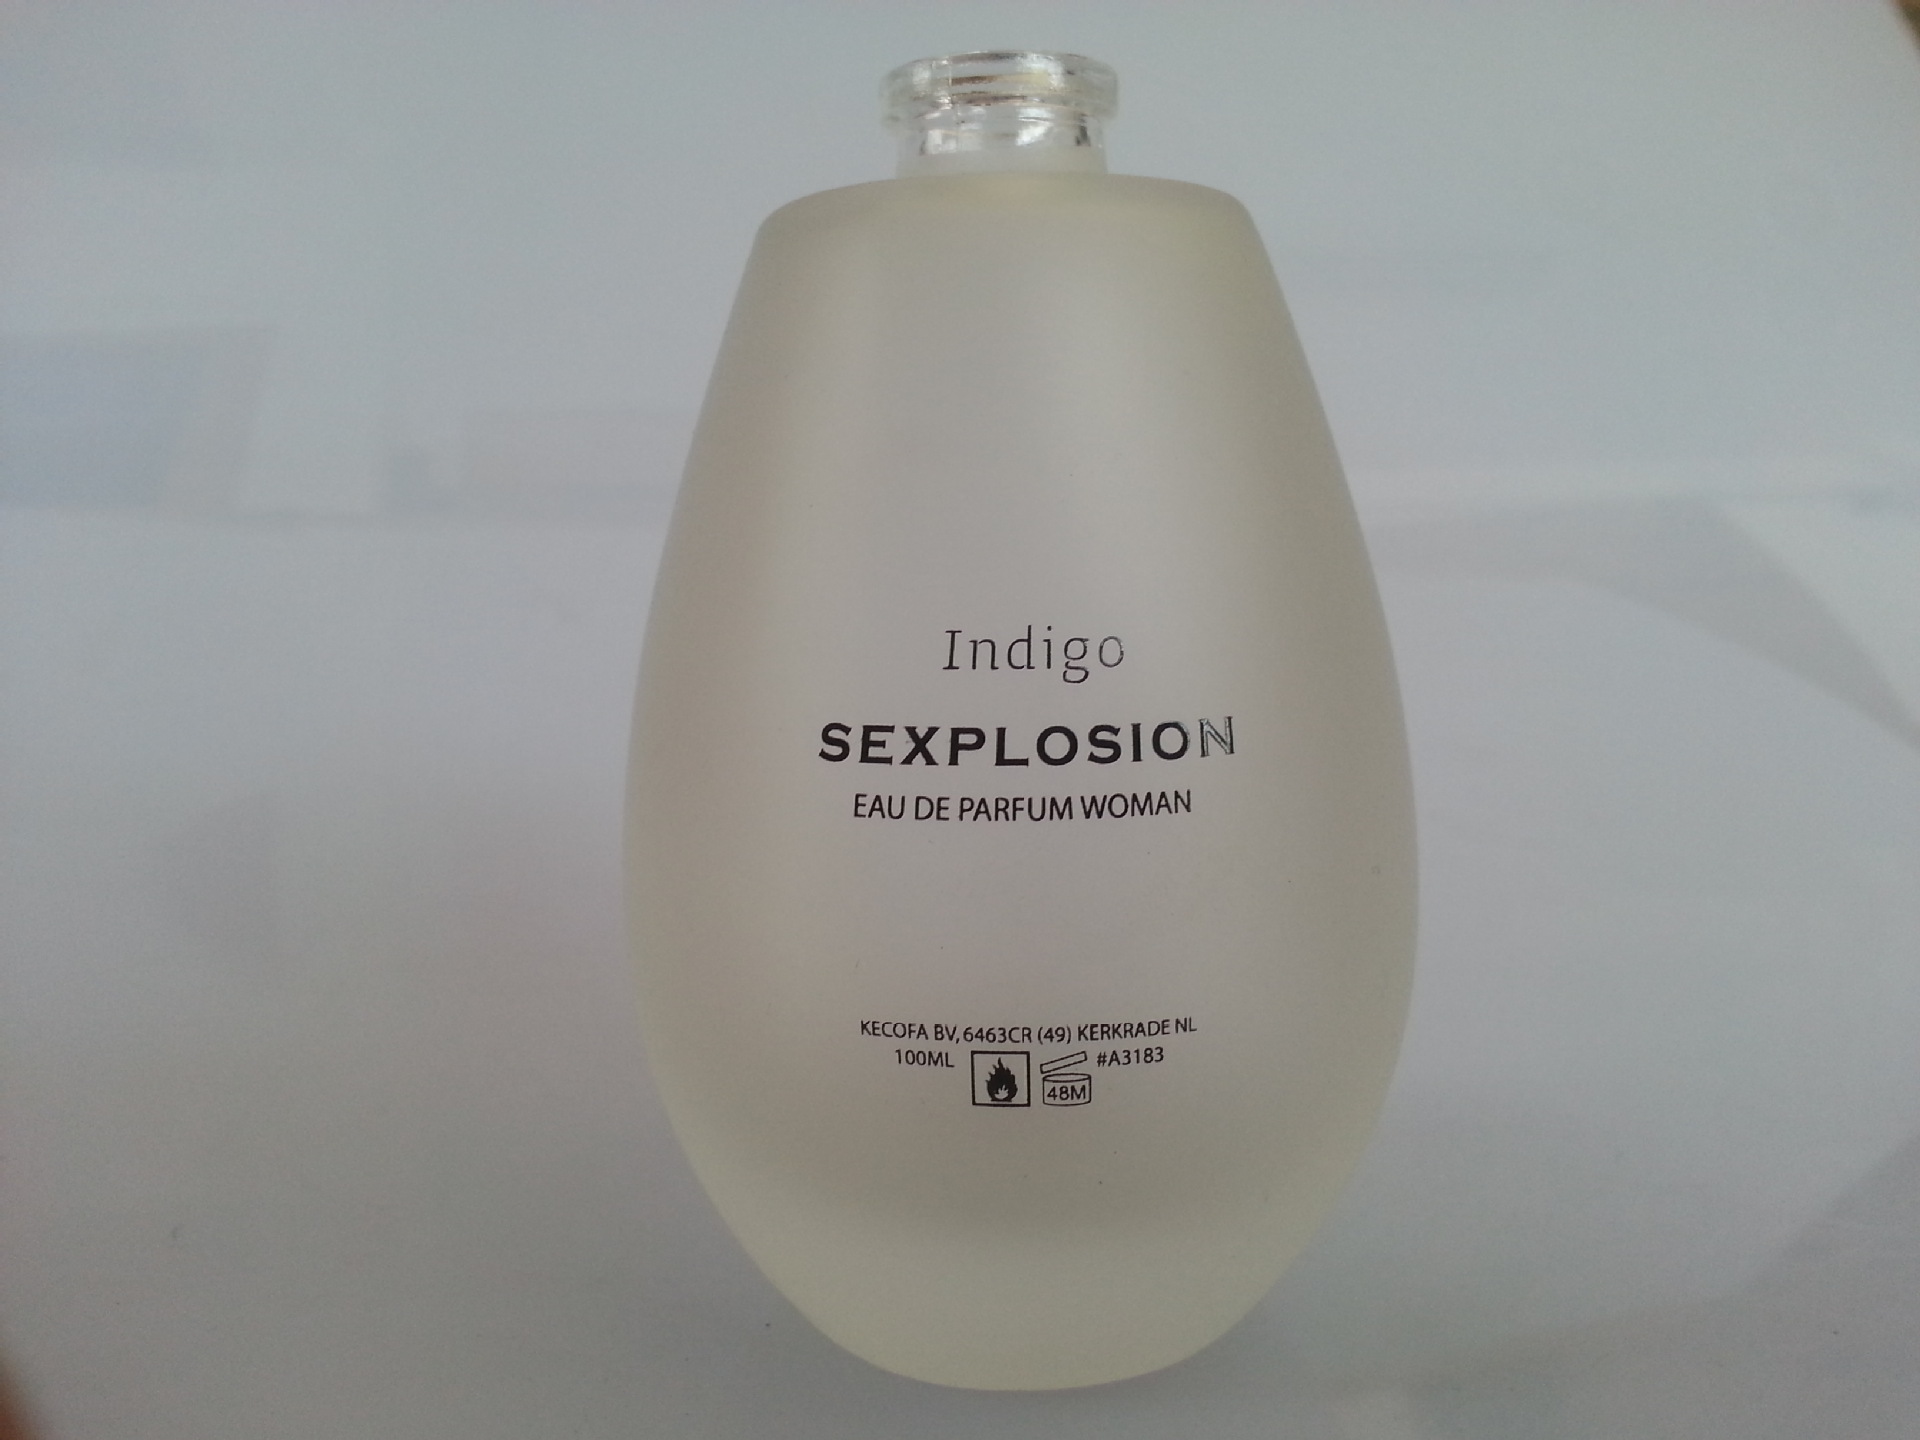 Indigo
SEXPLOSION
EAU DE PARFUM WOMAN
KECOFA BV, 6463CR (49) KERKRADE NL
100ML 48M #A3183